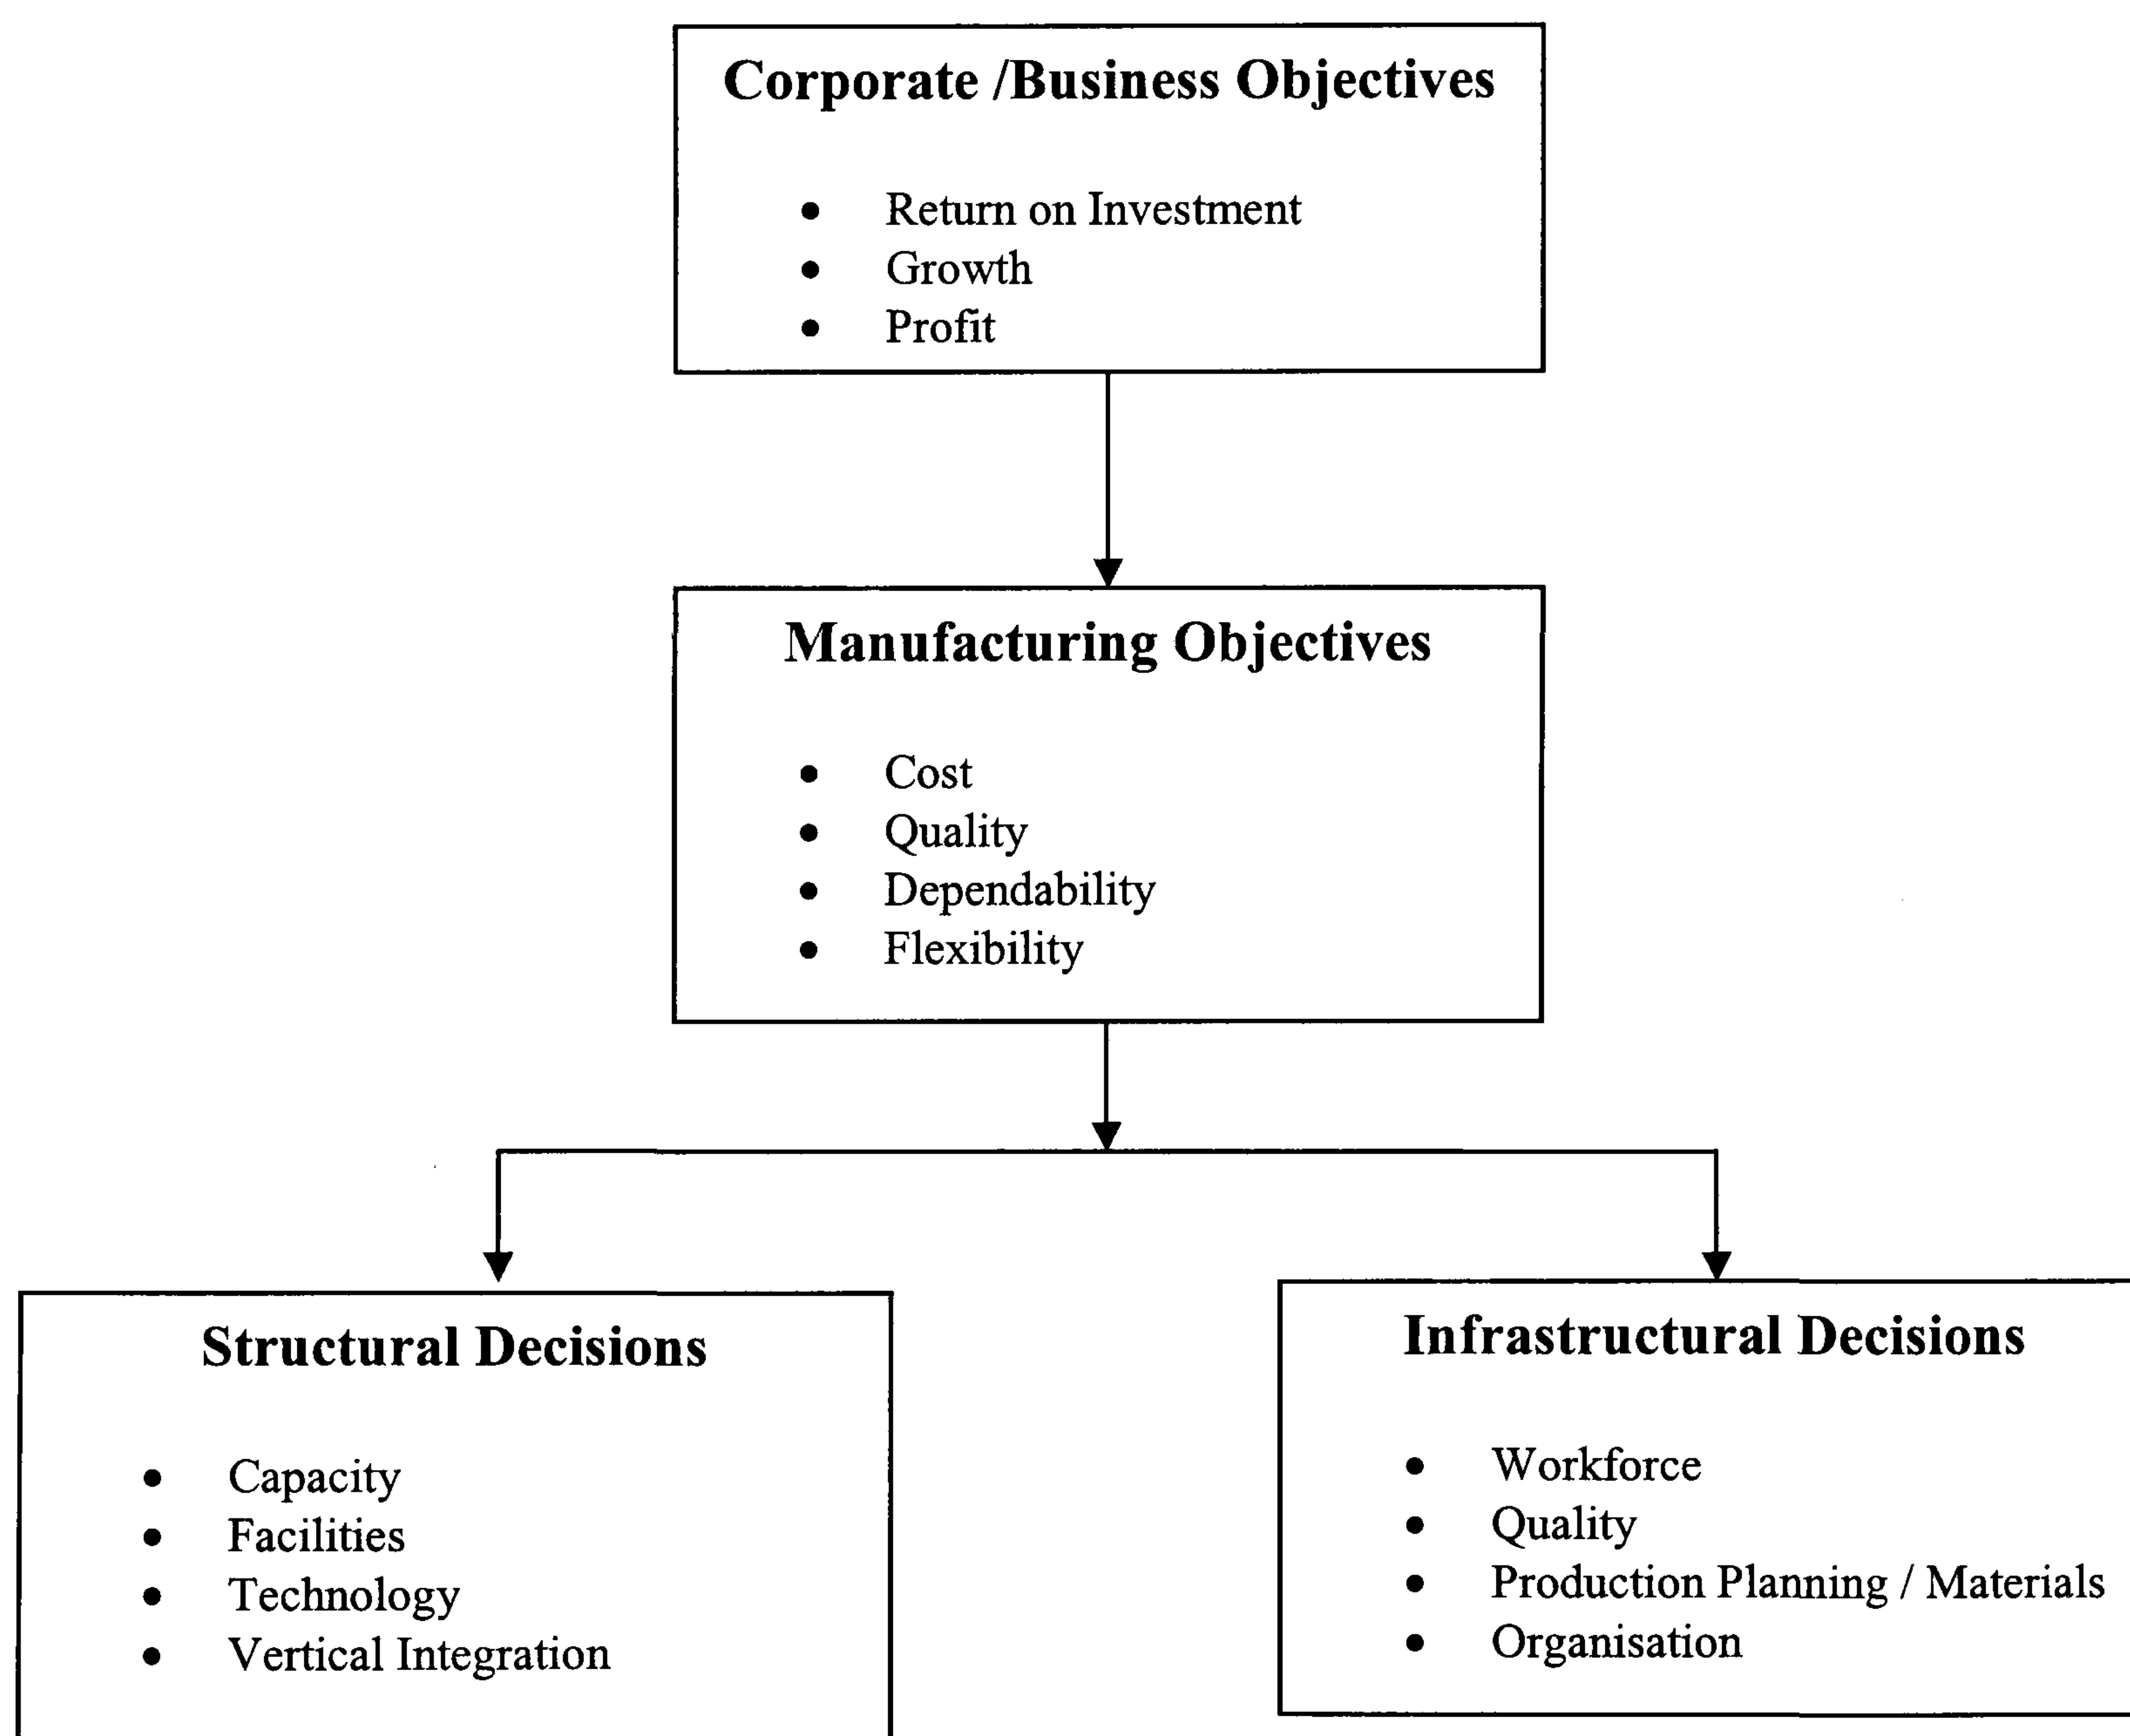 Corporate /Business Objectives
• Return on Investment
• Growth
• Profit
Manufacturing Objectives
• Cost
• Quality
• Dependability
• Flexibility
Structural Decisions
• Capacity
• Facilities
• Technology
• Vertical Integration
Infrastructural Decisions
• Workforce
• Quality
• Production Planning / Materials
• Organisation